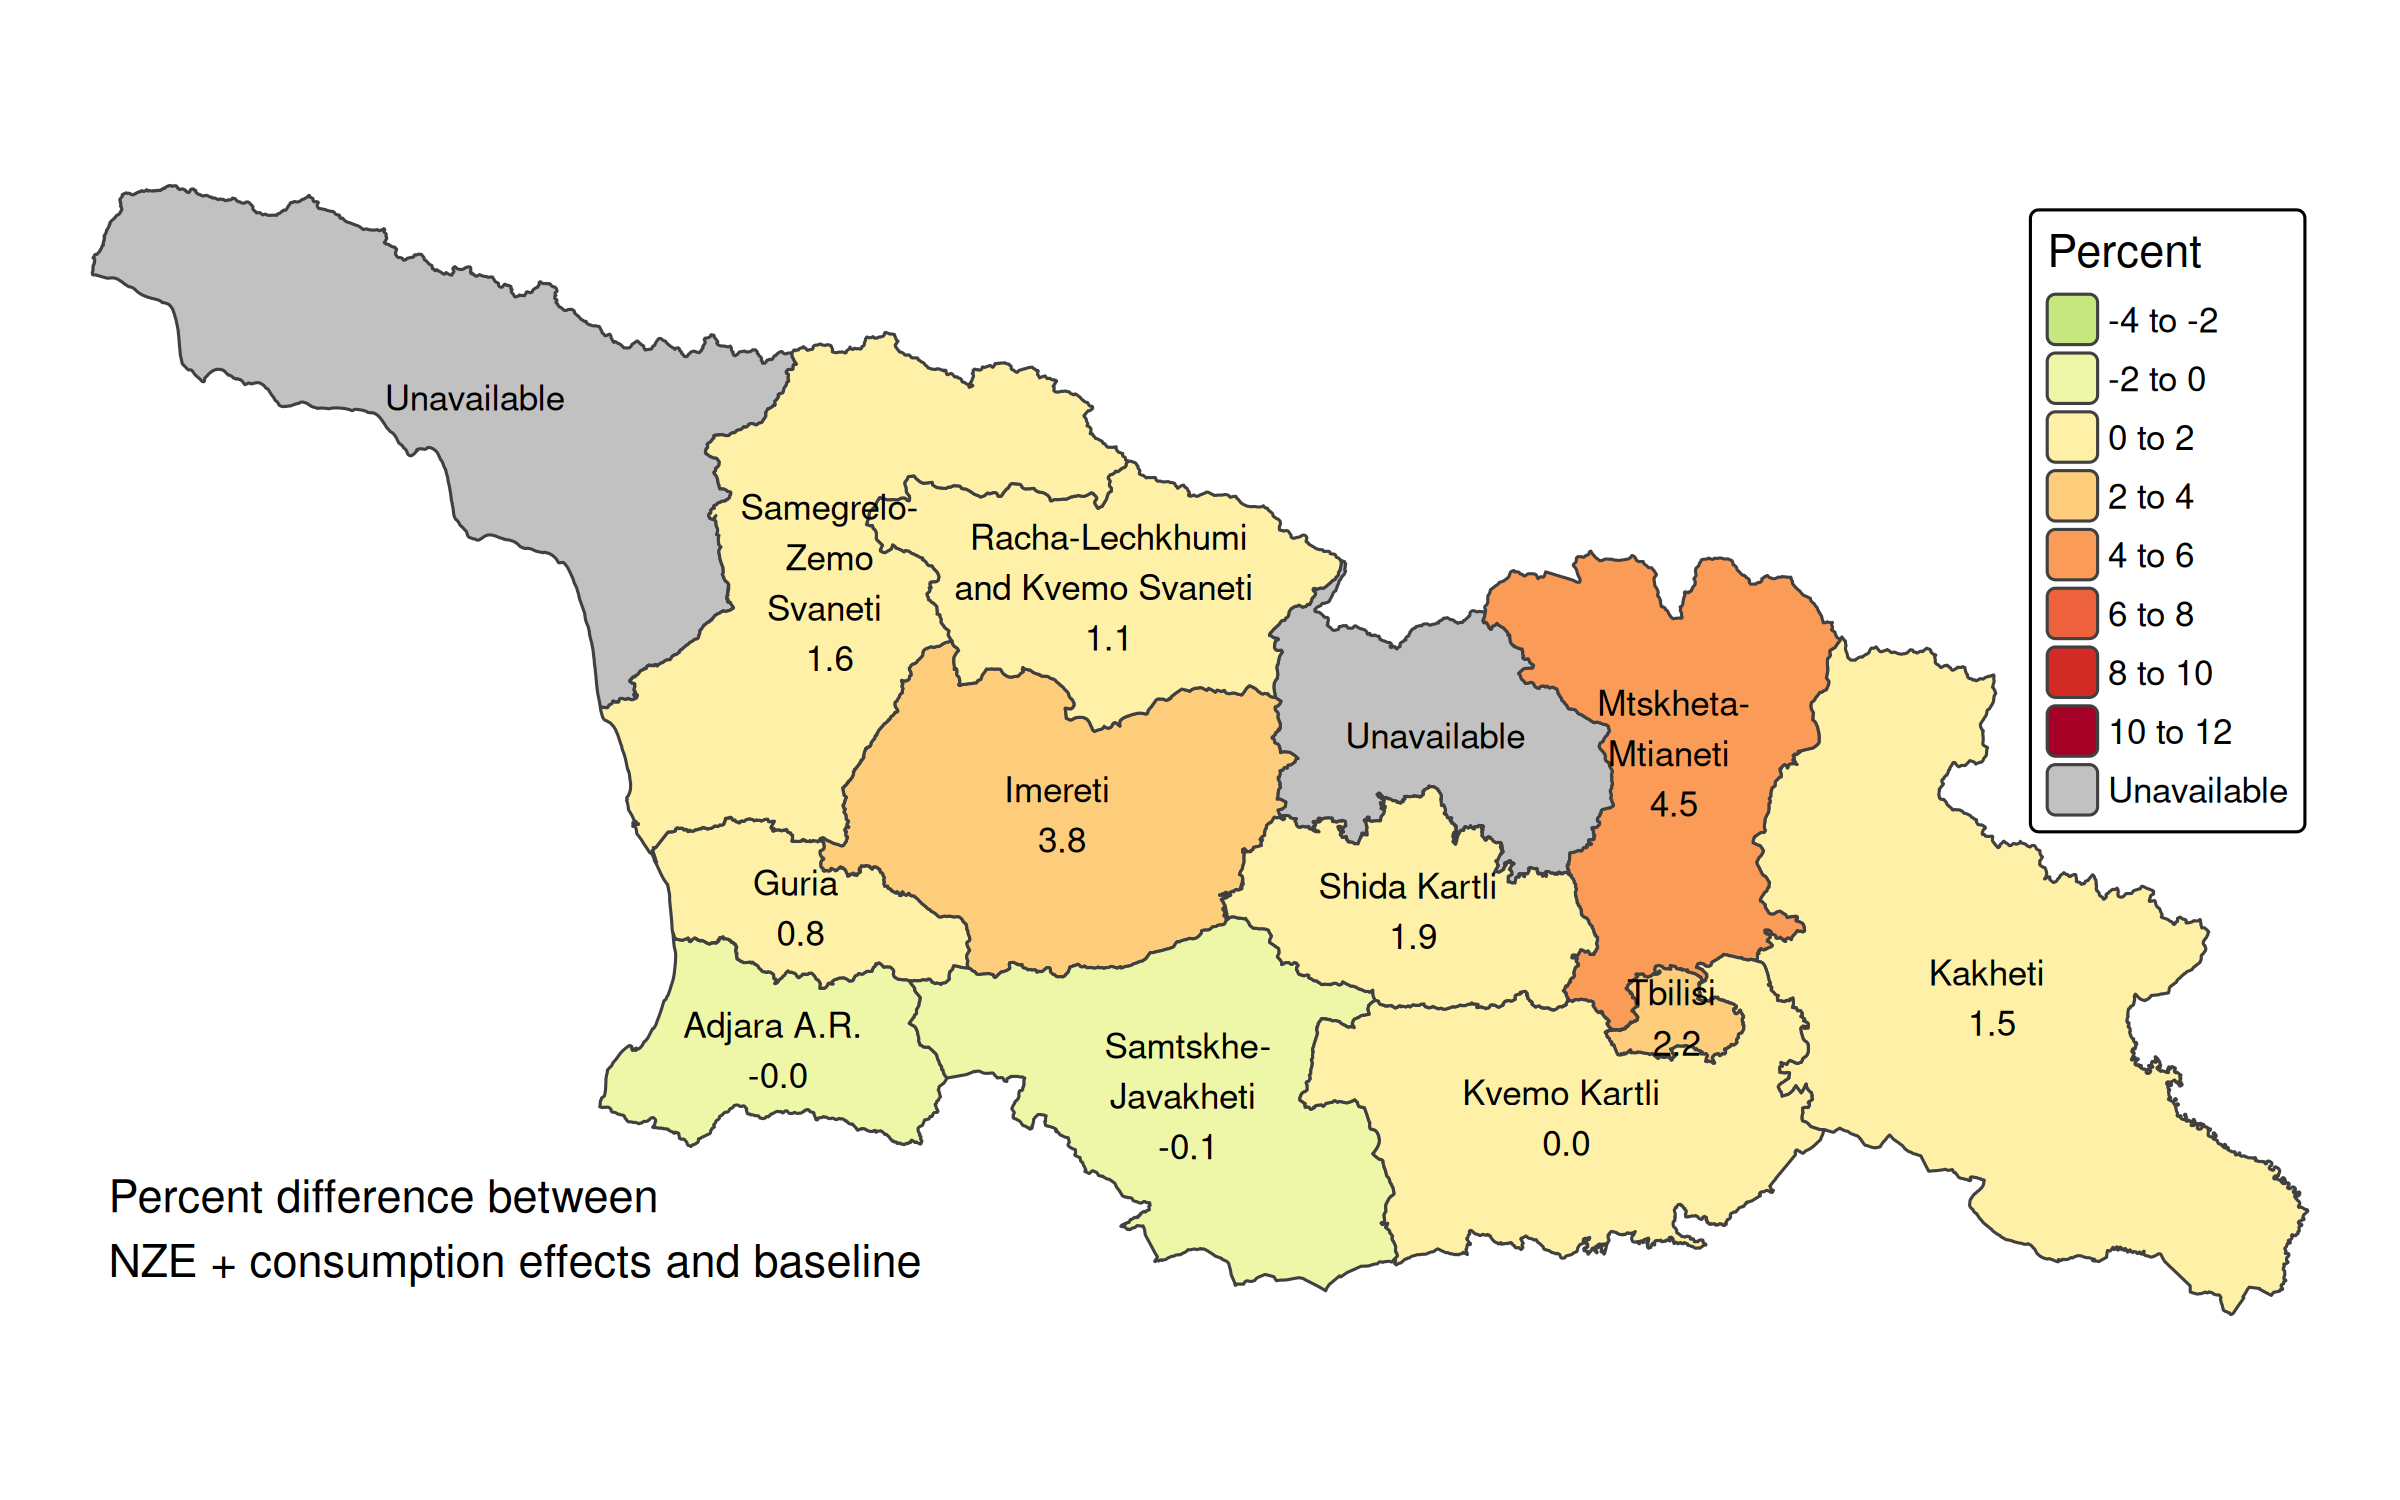 Unavailable
Samegrelo-
Zemo
Svaneti
1.6
Racha-Lechkhumi
and Kvemo Svaneti
1.1
Imereti
3.8
Unavailable
Mtskheta-
Mtianeti
4.5
Guria
0.8
Shida Kartli
1.9
Adjara A.R.
-0.0
Samtskhe-
Javakheti
-0.1
Tbilisi
2.2
Kvemo Kartli
0.0
Kakheti
1.5
Percent
-4 to -2
-2 to 0
0 to 2
2 to 4
4 to 6
6 to 8
8 to 10
10 to 12
Unavailable
Percent difference between
NZE + consumption effects and baseline